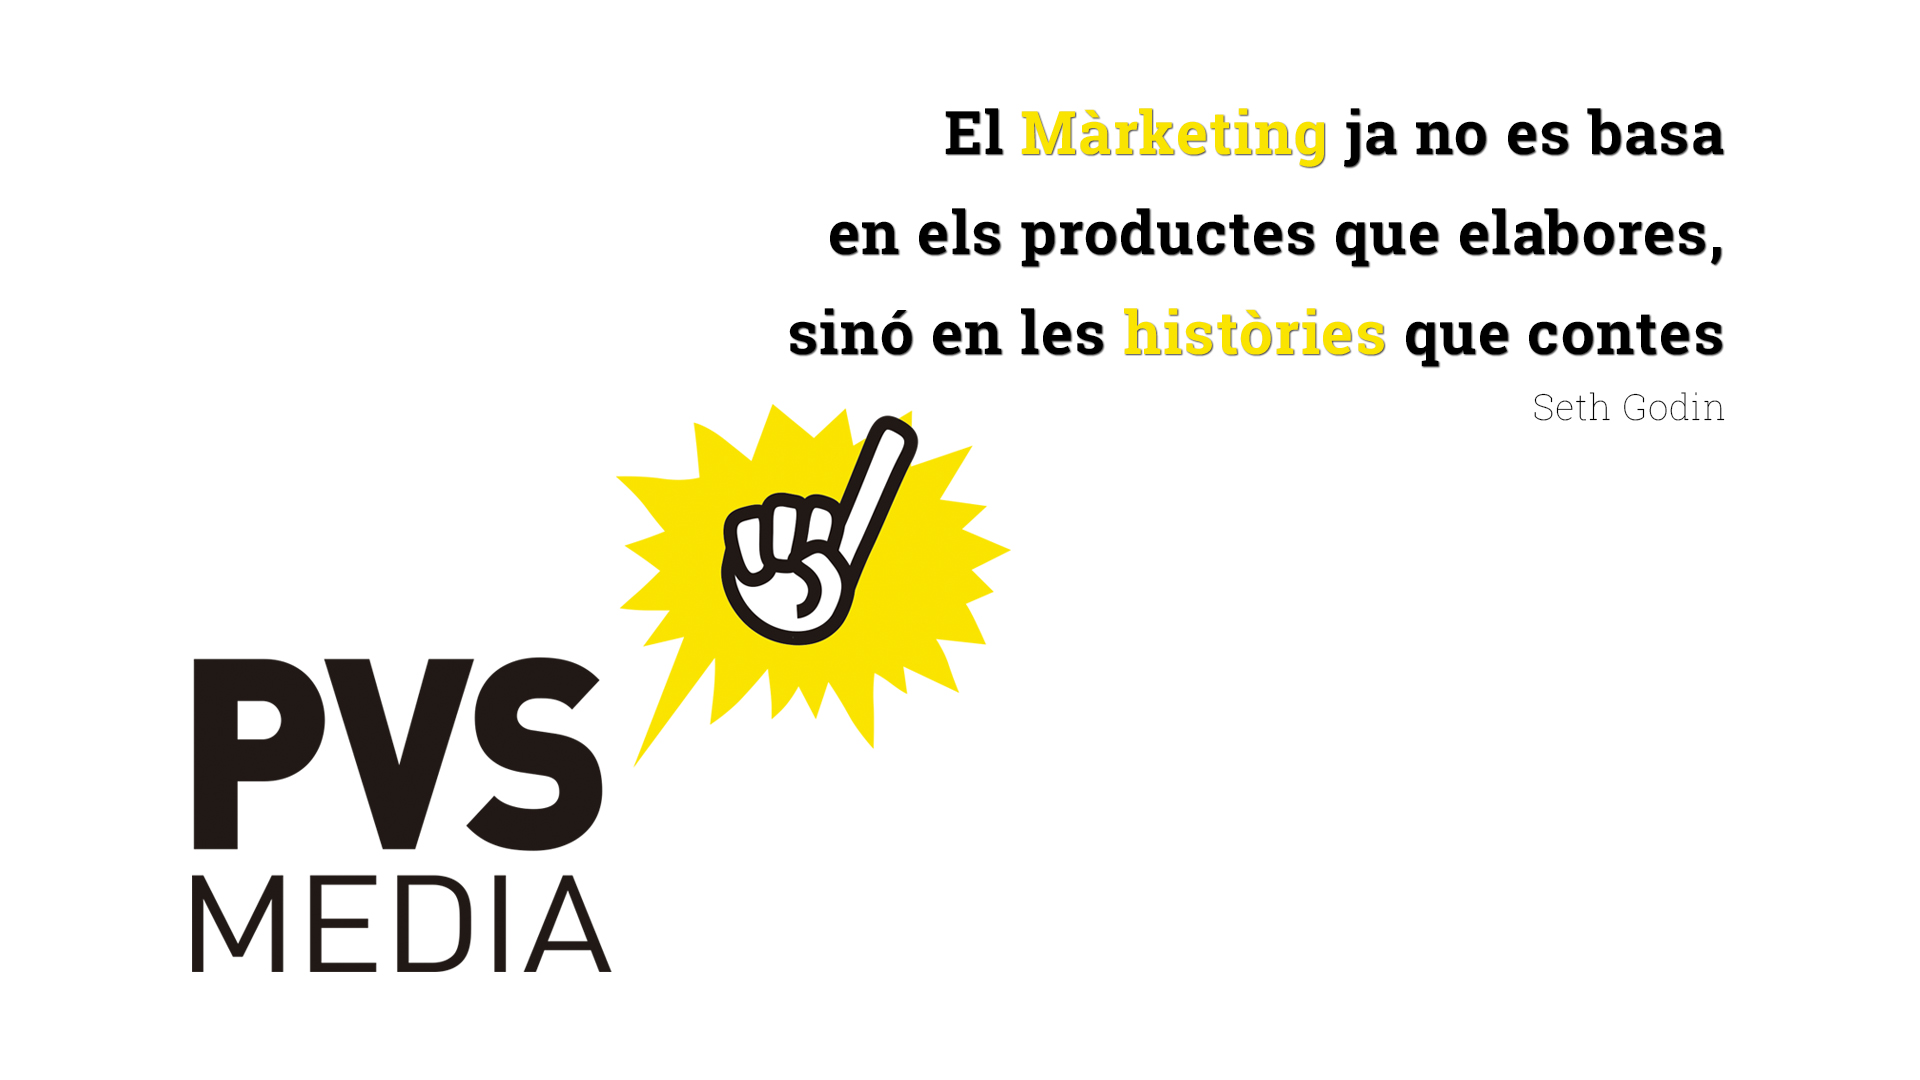 El Màrketing ja no es basa
en els productes que elabores,
sinó en les històries que contes
Seth Godin
PVS
MEDIA